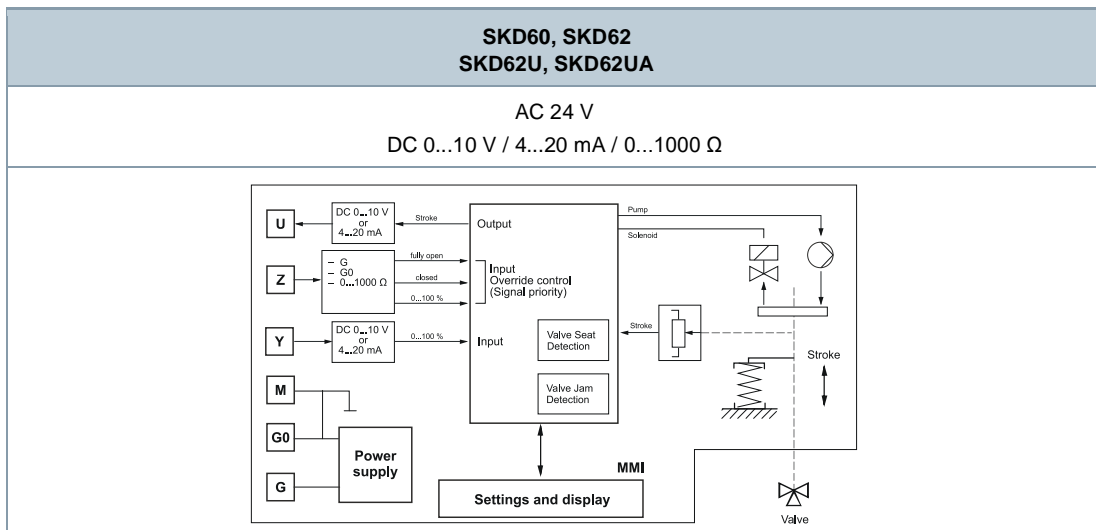 SKD60, SKD62
SKD62U, SKD62UA
AC 24 V
DC 0...10 V / 4...20 mA / 0...1000 Ω
U
DC 0...10 V
or
4...20 mA
Stroke
Output
Pump
Solenoid
Z
– G
– G0
– 0...1000 Ω
fully open
closed
0...100 %
Input
Override control
(Signal priority)
Y
DC 0...10 V
or
4...20 mA
0...100 %
Input
Valve Seat
Detection
Valve Jam
Detection
Stroke
Stroke
M
G0
G
Power
supply
MMI
Settings and display
Valve